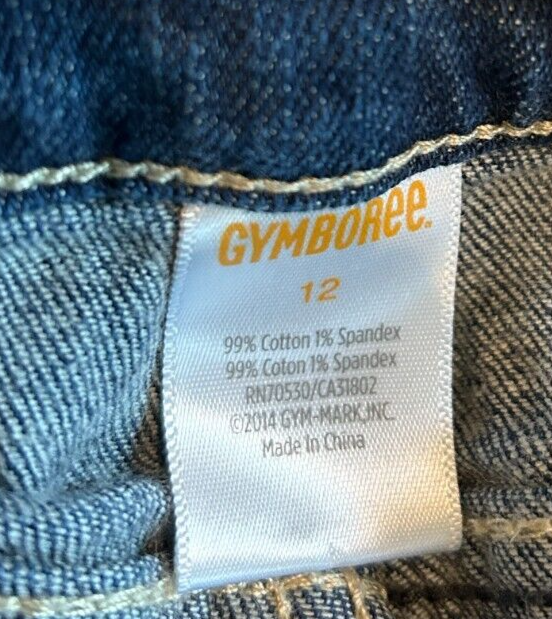 GYMBOREE.
12
99% Cotton 1% Spandex
99% Coton 1% Spandex
RN70530/CA31802
©2014 GYM-MARK,INC.
Made In China